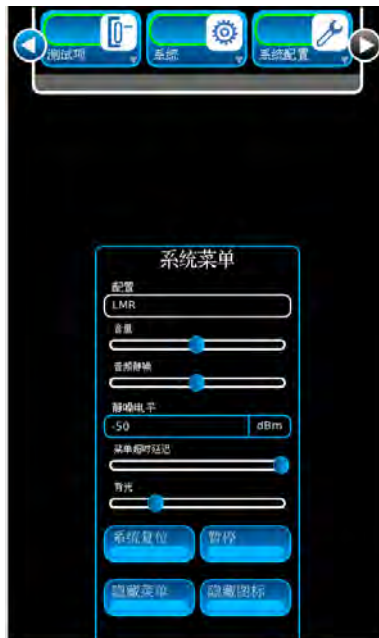 测试项
系统
系统配置
系统菜单
配置
LMR
音量
音频静噪
静噪电平
-50 dBm
菜单超时延迟
背光
系统复位 暂停
隐藏菜单 隐藏图标